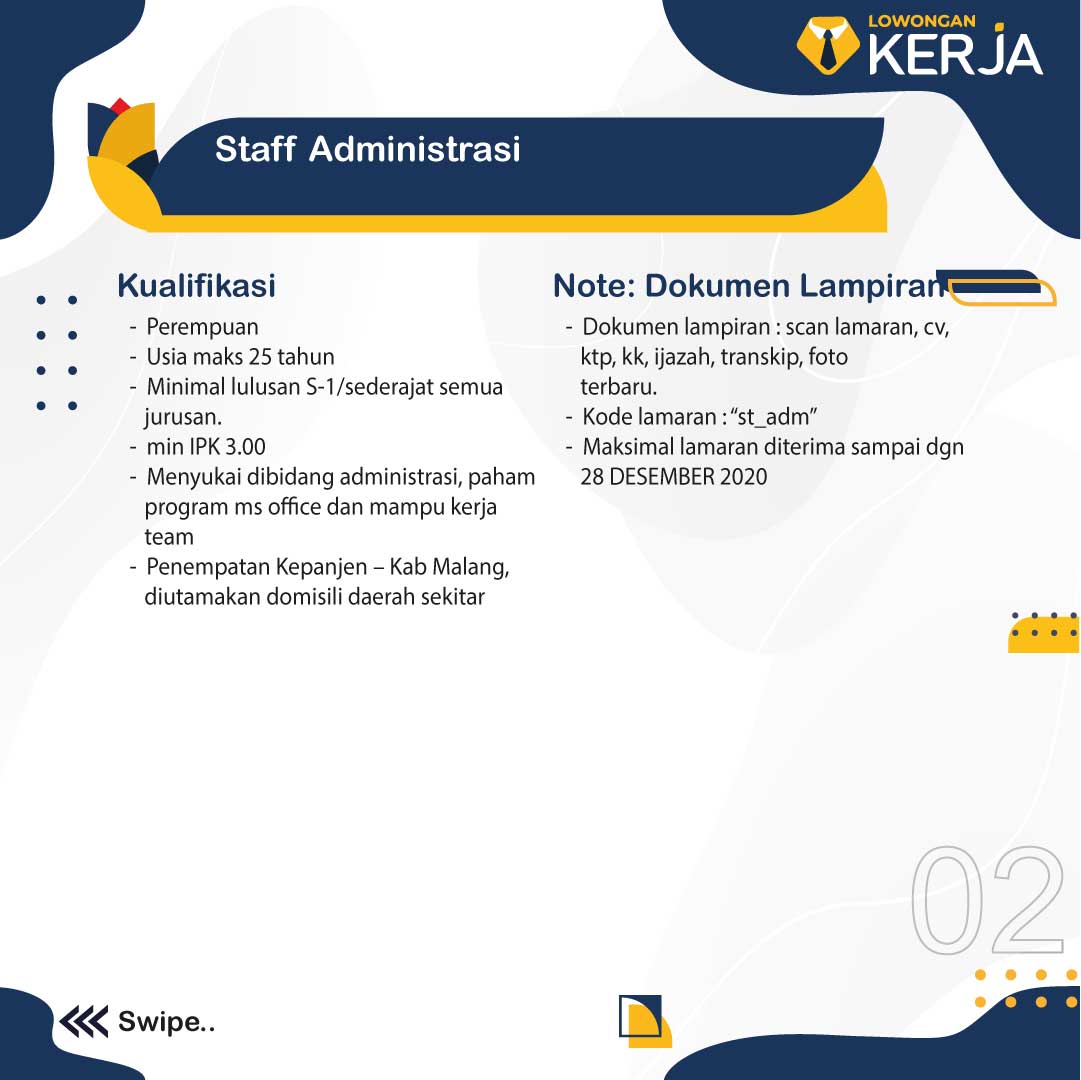 LOWONGAN
KERJA
Staff Administrasi
Kualifikasi
- Perempuan
- Usia maks 25 tahun
- Minimal lulusan S-1/sederajat semua
jurusan.
- min IPK 3.00
- Menyukai dibidang administrasi, paham
program ms office dan mampu kerja
team
- Penempatan Kepanjen – Kab Malang,
diutamakan domisili daerah sekitar
Note: Dokumen Lampiran
- Dokumen lampiran : scan lamaran, cv,
ktp, kk, ijazah, transkip, foto
terbaru.
- Kode lamaran : “st_adm”
- Maksimal lamaran diterima sampai dgn
28 DESEMBER 2020
02
Swipe..